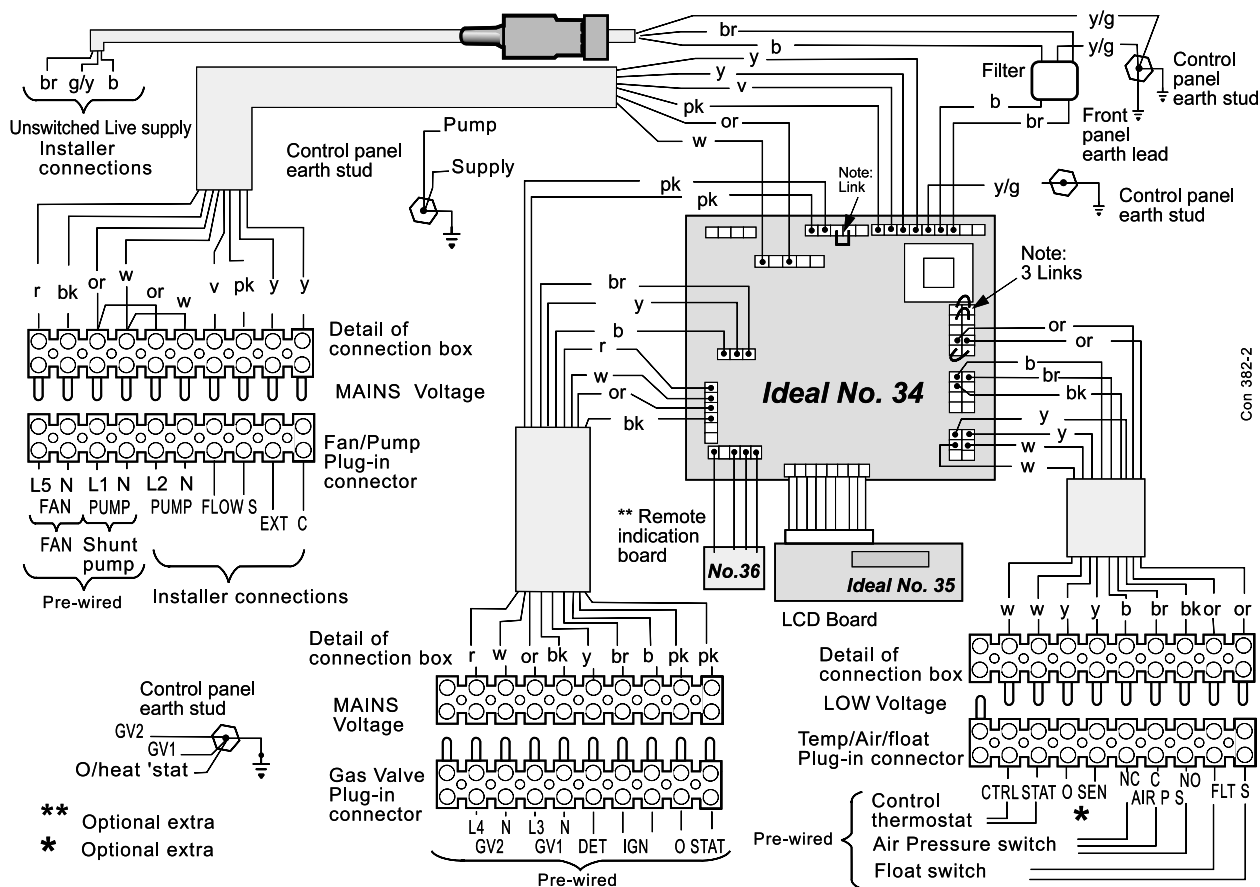 y/g
br
b
y/g
br g/y b
Filter
Control
panel
earth stud
Unswitched Live supply
Installer
connections
y
y
v
pk
or
w
b
br
Front
panel
earth lead
Pump
Supply
Control panel
earth stud
pk
pk
Note:
Link
y/g
Control panel
earth stud
Note:
3 Links
r bk or w or w v pk y y
Detail of
connection box
MAINS Voltage
Fan/Pump
Plug-in
connector
L5 N L1 N L2 N
FAN PUMP PUMP FLOW S
EXT C
FAN Shunt
pump
Pre-wired
Installer connections
br
y
b
r
w
or
bk
Ideal No. 34
or
or
b
br
bk
y
y
w
w
Con 382-2
** Remote
indication
board
No.36
Ideal No. 35
LCD Board
Detail of
connection box
r w or bk y br b pk pk
MAINS
Voltage
Gas Valve
Plug-in
connector
L4 N L3 N
GV2 GV1 DET IGN O STAT
Pre-wired
w w y y b br bk or or
Detail of
connection box
LOW Voltage
Temp/Air/float
Plug-in connector
NC C NO
CTRL STAT O SEN AIR P S FLT S
*
Pre-wired
Control
thermostat
Air Pressure switch
Float switch
Control panel
earth stud
GV2
GV1
O/heat 'stat
** Optional extra
* Optional extra